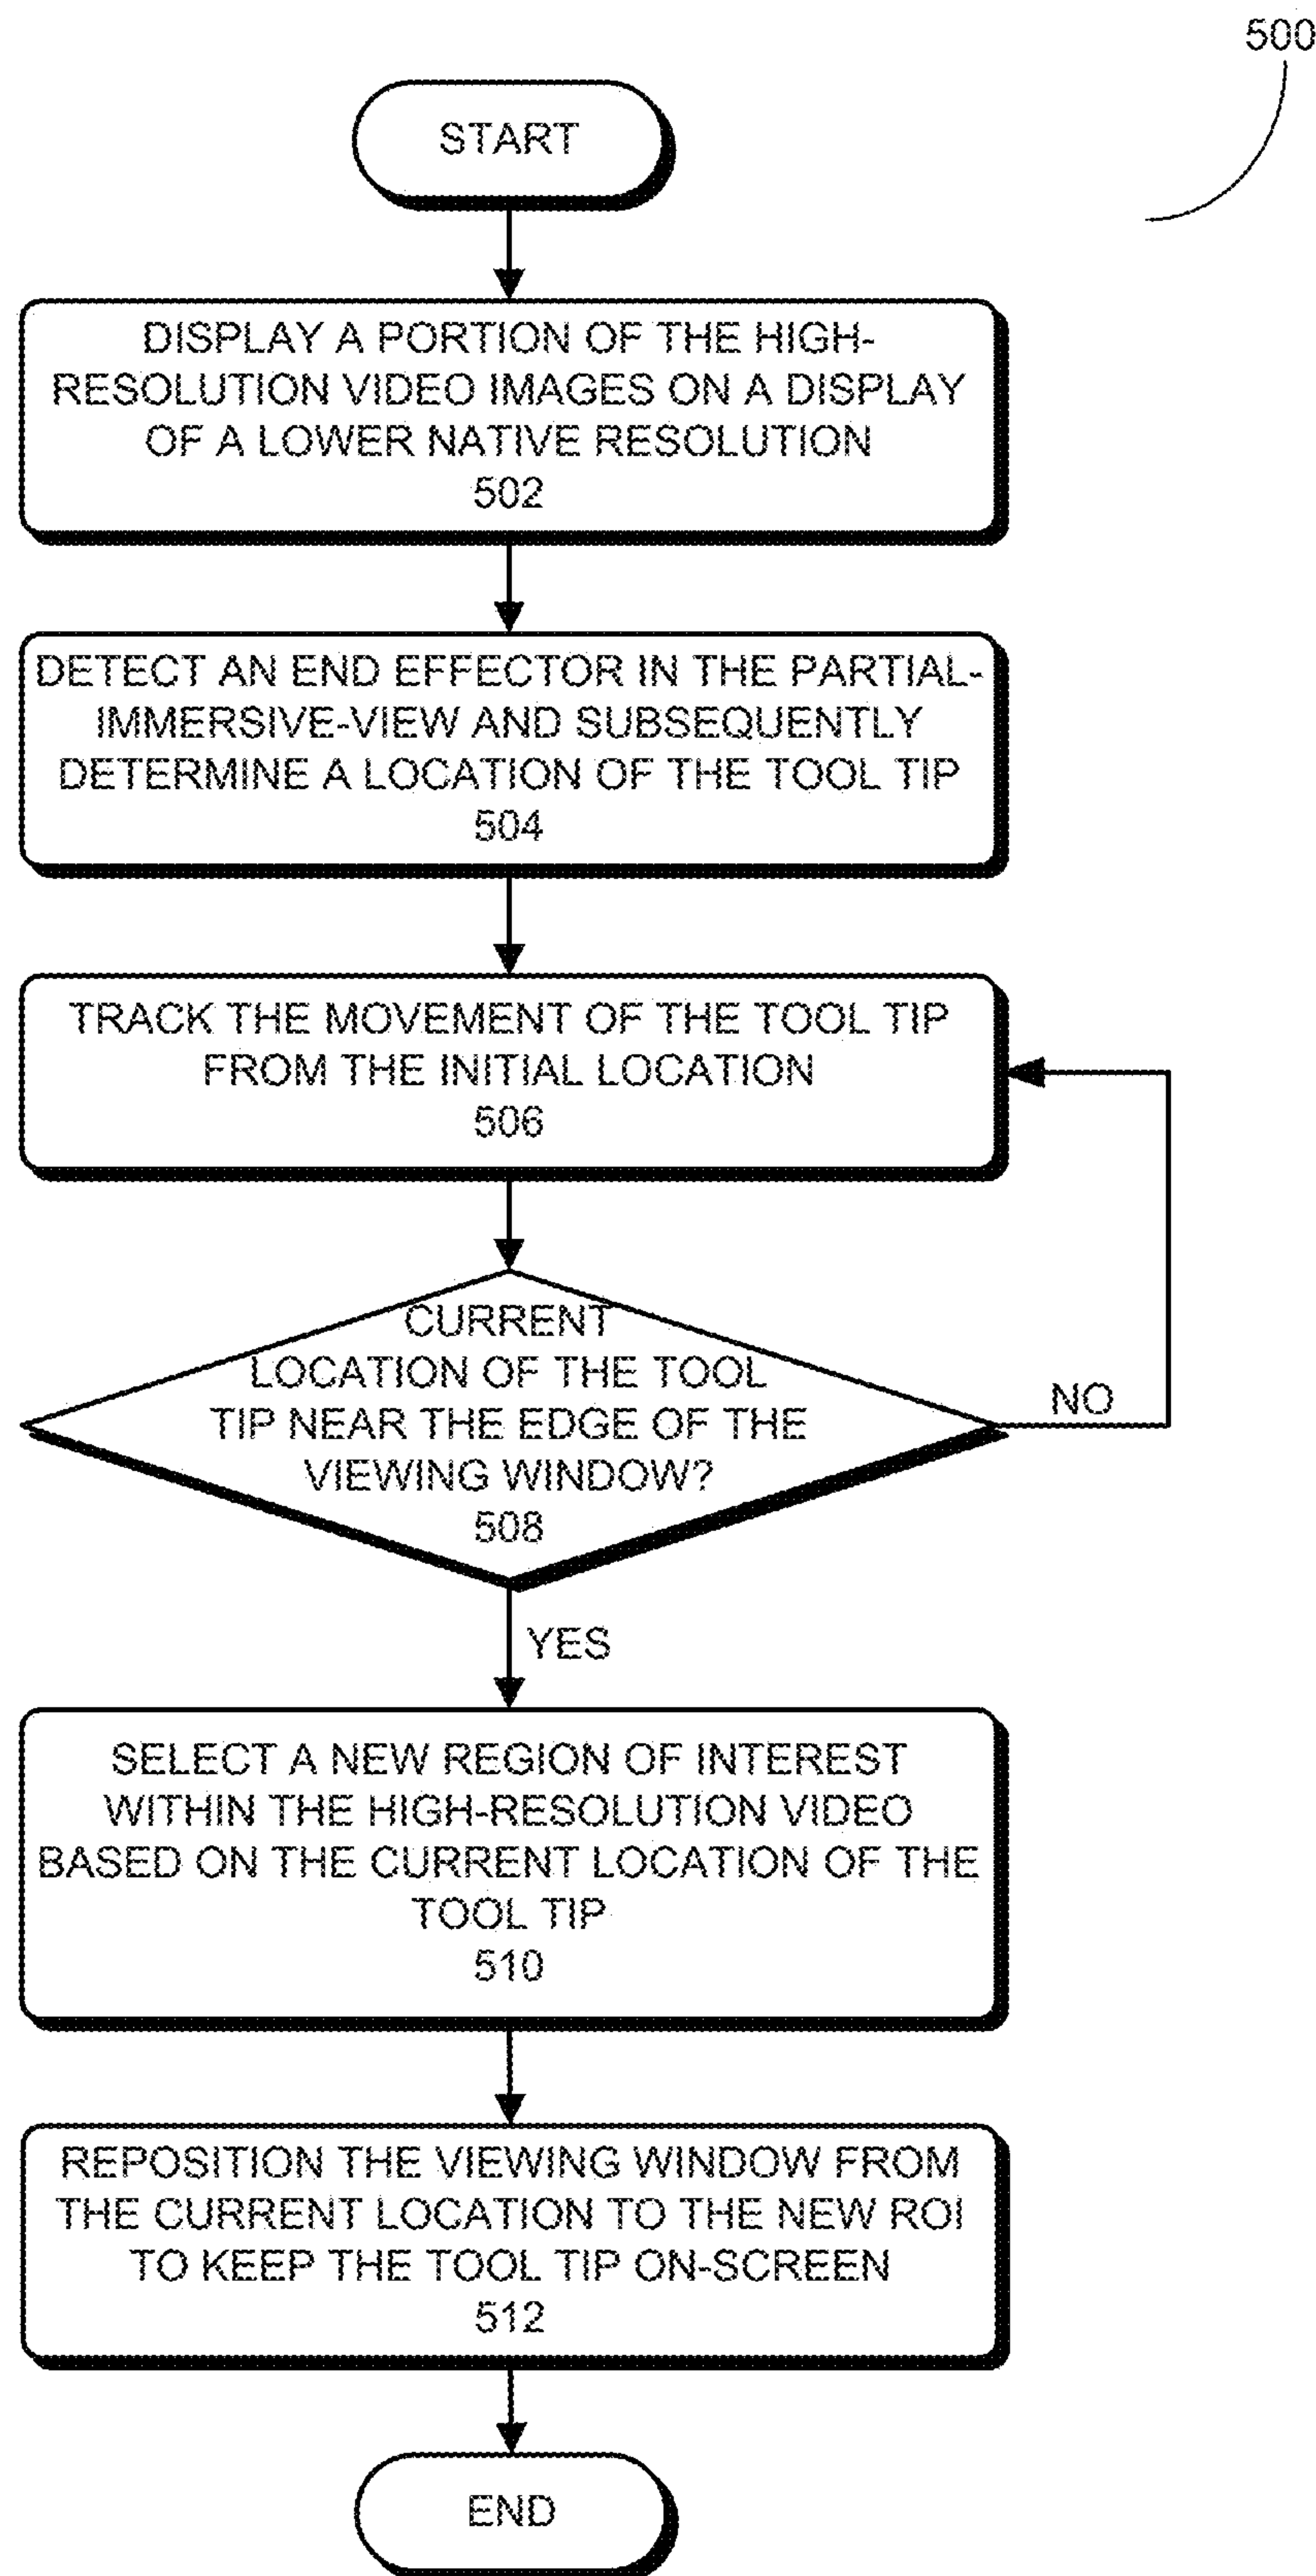 500
START
DISPLAY A PORTION OF THE HIGH-
RESOLUTION VIDEO IMAGES ON A DISPLAY
OF A LOWER NATIVE RESOLUTION
502
DETECT AN END EFFECTOR IN THE PARTIAL-
IMMERSIVE-VIEW AND SUBSEQUENTLY
DETERMINE A LOCATION OF THE TOOL TIP
504
TRACK THE MOVEMENT OF THE TOOL TIP
FROM THE INITIAL LOCATION
506
CURRENT
LOCATION OF THE TOOL
TIP NEAR THE EDGE OF THE
VIEWING WINDOW?
508
NO
YES
SELECT A NEW REGION OF INTEREST
WITHIN THE HIGH-RESOLUTION VIDEO
BASED ON THE CURRENT LOCATION OF THE
TOOL TIP
510
REPOSITION THE VIEWING WINDOW FROM
THE CURRENT LOCATION TO THE NEW ROI
TO KEEP THE TOOL TIP ON-SCREEN
512
END